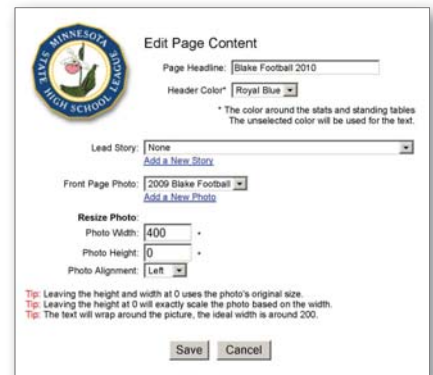 MINNESOTA
STATE HIGH SCHOOL LEAGUE
Edit Page Content
Page Headline: Blake Football 2010
Header Color* Royal Blue
* The color around the stats and standing tables
The unselected color will be used for the text.
Lead Story: None
Add a New Story
Front Page Photo: 2009 Blake Football
Add a New Photo
Resize Photo:
Photo Width: 400 *
Photo Height: 0 *
Photo Alignment: Left
Tip: Leaving the height and width at 0 uses the photo's original size.
Tip: Leaving the height at 0 will exactly scale the photo based on the width.
Tip: The text will wrap around the picture, the ideal width is around 200.
Save Cancel